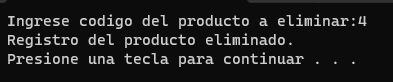 Ingrese codigo del producto a eliminar:4
Registro del producto eliminado.
Presione una tecla para continuar . . .